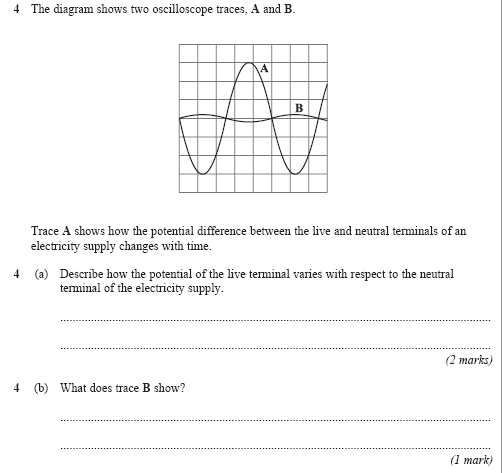 4 The diagram shows two oscilloscope traces, A and B.
A
B
Trace A shows how the potential difference between the live and neutral terminals of an
electricity supply changes with time.
4 (a) Describe how the potential of the live terminal varies with respect to the neutral
terminal of the electricity supply.
(2 marks)
4 (b) What does trace B show?
(1 mark)